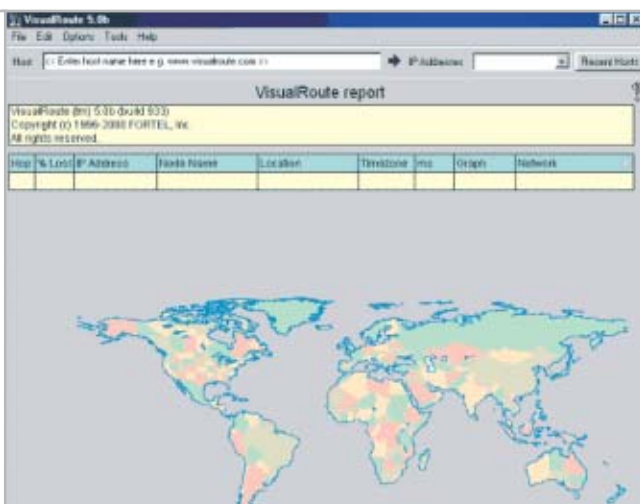 VisualRoute 5.0b
File Edit Options Tools Help
Host << Enter host name here e.g. www.visualroute.com >> IP Addresses Recent Hosts
VisualRoute report
VisualRoute (tm) 5.0b (build 933)
Copyright (c) 1996-2000 FORTEL, Inc.
All rights reserved.
Hop % Lost IP Address Node Name Location Timezone ms Graph Network